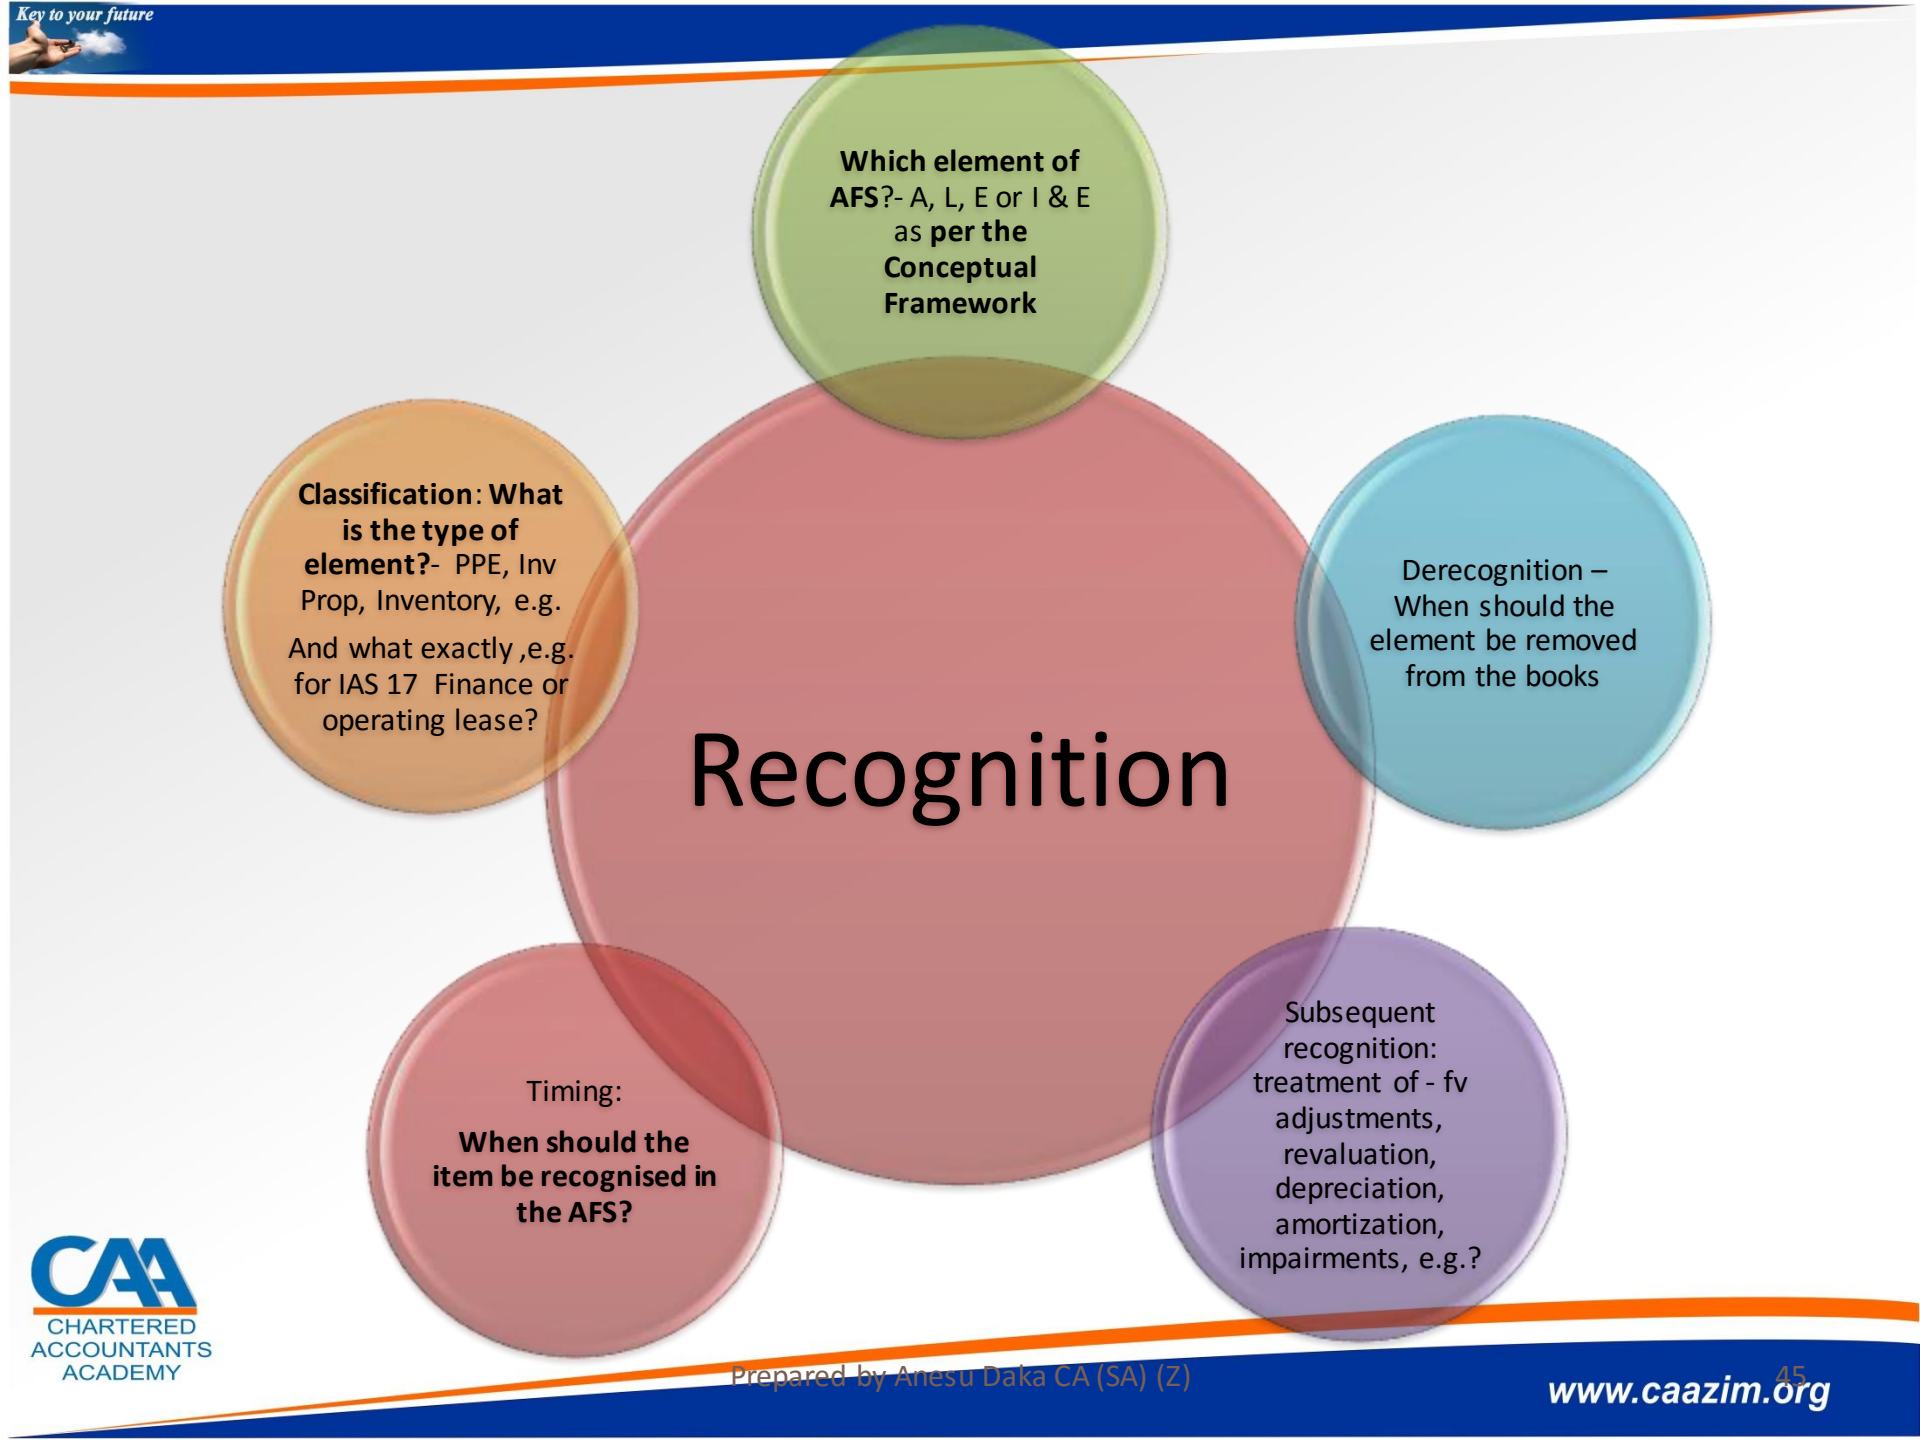 Key to your future
Which element of
AFS?- A, L, E or I & E
as per the
Conceptual
Framework
Classification: What
is the type of
element?- PPE, Inv
Prop, Inventory, e.g.
And what exactly ,e.g.
for IAS 17 Finance or
operating lease?
Derecognition –
When should the
element be removed
from the books
Recognition
Timing:
When should the
item be recognised in
the AFS?
Subsequent
recognition:
treatment of - fv
adjustments,
revaluation,
depreciation,
amortization,
impairments, e.g.?
CAA
CHARTERED
ACCOUNTANTS
ACADEMY
Prepared by Anesu Daka CA (SA) (Z)
45
www.caazim.org